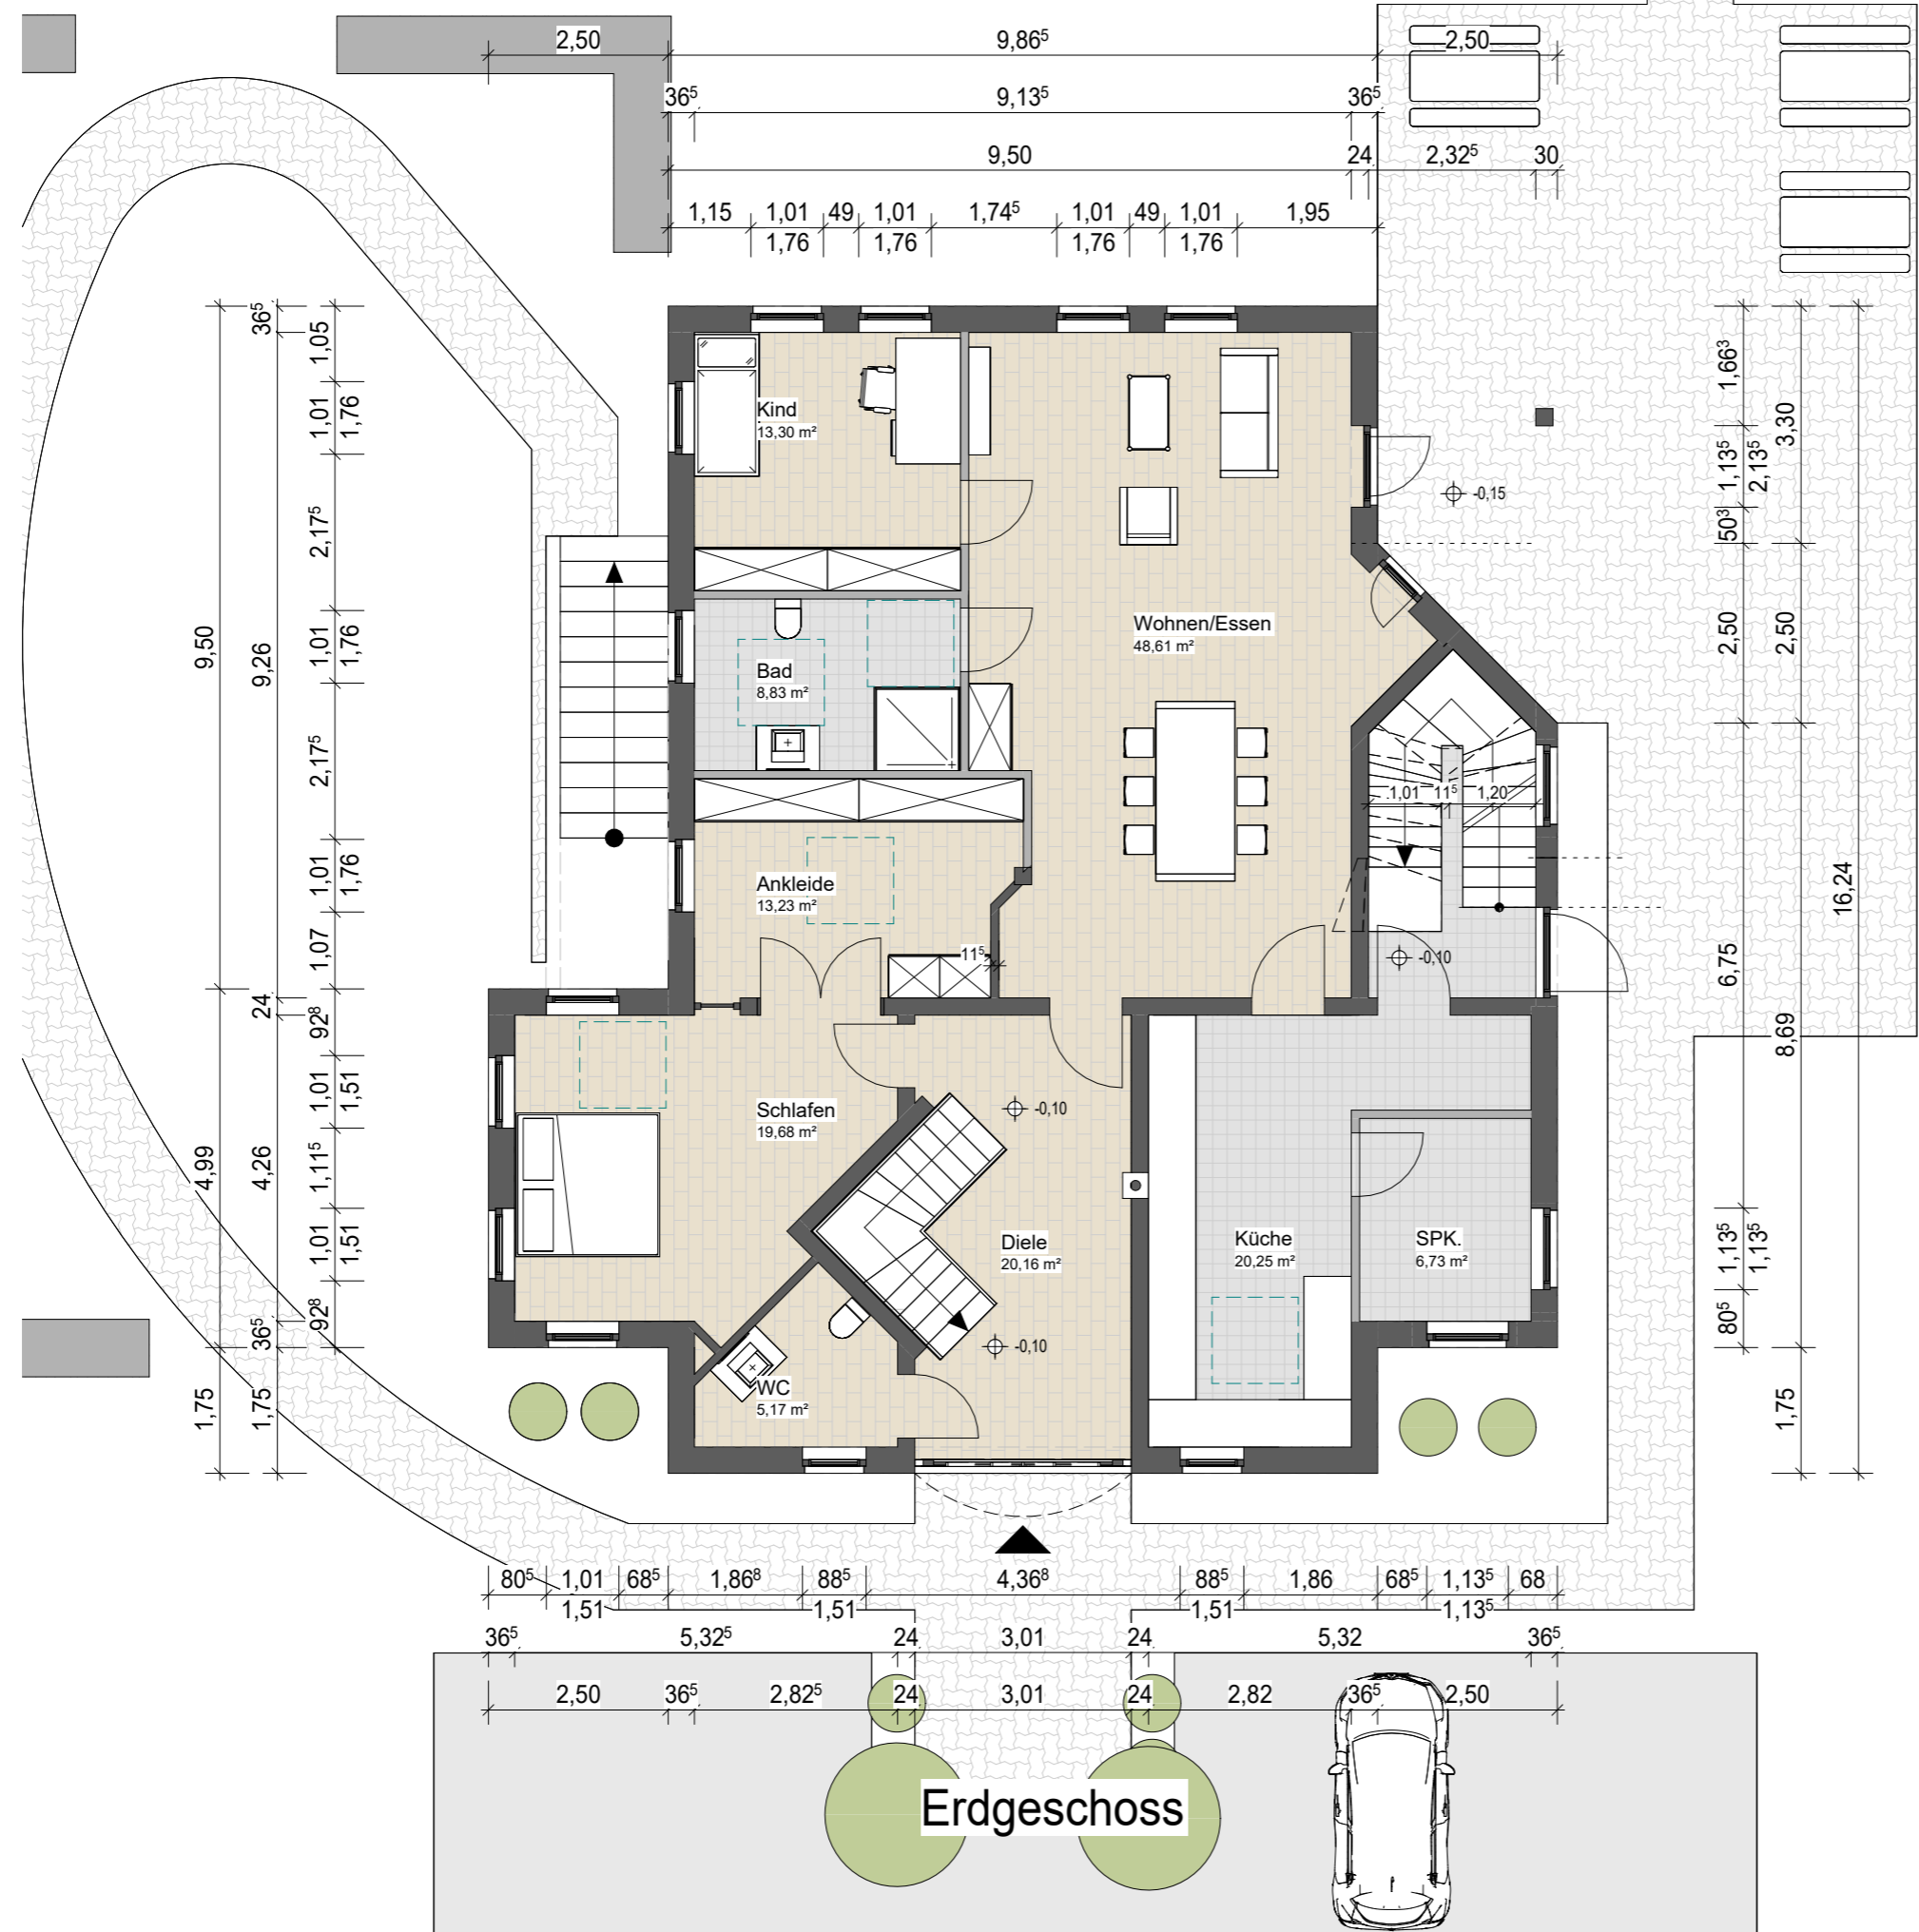 2,50 9,86⁵ 2,50
36⁵ 9,13⁵ 36⁵
9,50 24 2,32⁵ 30
1,15 1,01 49 1,01 1,74⁵ 1,01 49 1,01 1,95
1,76 1,76 1,76 1,76
9,50
4,99
1,75
36⁵
9,26
24
4,26
36⁵
1,75
1,05
1,01
1,76
2,17⁵
1,01
1,76
2,17⁵
1,01
1,76
1,07
92⁸
1,01
1,51
1,11⁵
1,01
1,51
92⁸
Kind
13,30 m²
Wohnen/Essen
48,61 m²
Bad
8,83 m²
Ankleide
13,23 m²
11⁵
1,01 11⁵ 1,20
-0,15
-0,10
-0,10
Schlafen
19,68 m²
Diele
20,16 m²
Küche
20,25 m²
SPK.
6,73 m²
-0,10
WC
5,17 m²
1,66³
1,13⁵
2,13⁵
50³
2,50
6,75
1,13⁵
1,13⁵
80⁵
3,30
2,50
8,69
1,75
16,24
80⁵ 1,01 68⁵ 1,86⁸ 88⁵ 4,36⁸ 88⁵ 1,86 68⁵ 1,13⁵ 68
1,51 1,51 1,51 1,13⁵
36⁵ 5,32⁵ 24 3,01 24 5,32 36⁵
2,50 36⁵ 2,82⁵ 24 3,01 24 2,82 36⁵ 2,50
Erdgeschoss